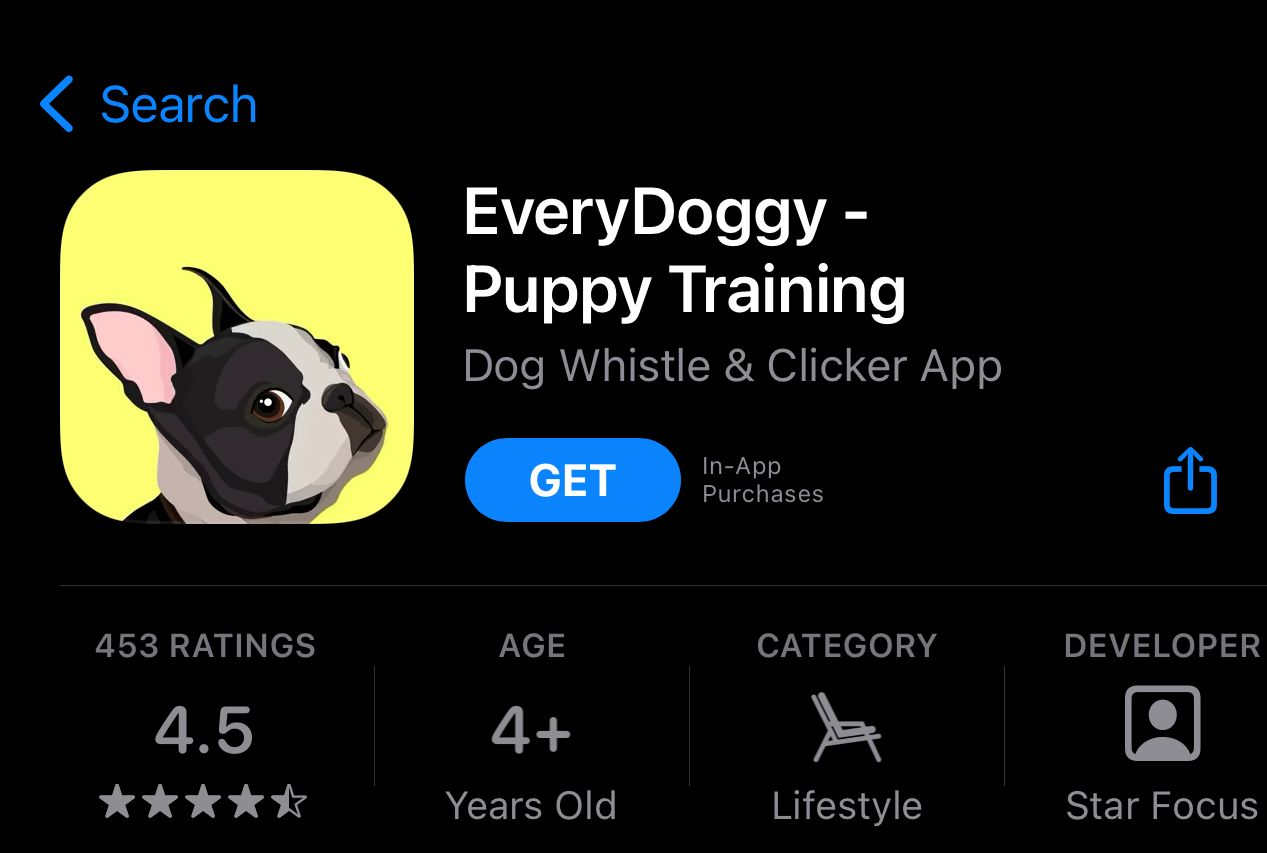 Search
EveryDoggy -
Puppy Training
Dog Whistle & Clicker App
GET
In-App
Purchases
453 RATINGS
4.5
AGE
4+
Years Old
CATEGORY
Lifestyle
DEVELOPER
Star Focus